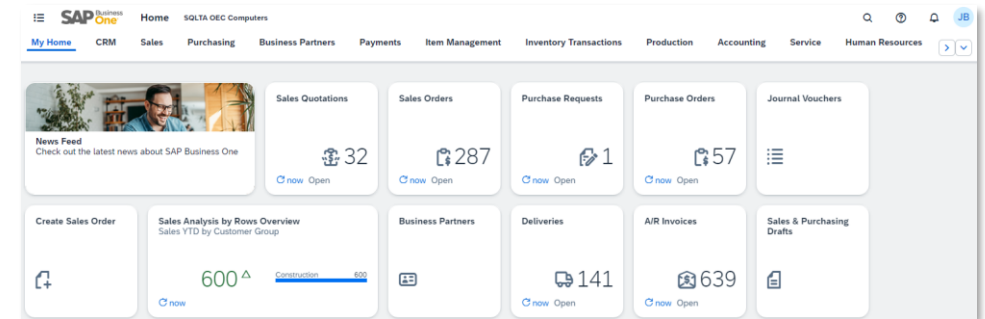 SAP Business One Home SQLTA OEC Computers JB
My Home CRM Sales Purchasing Business Partners Payments Item Management Inventory Transactions Production Accounting Service Human Resources
News Feed
Check out the latest news about SAP Business One
Sales Quotations
32
now Open
Sales Orders
287
now Open
Purchase Requests
1
now Open
Purchase Orders
57
now Open
Journal Vouchers
Create Sales Order
Sales Analysis by Rows Overview
Sales YTD by Customer Group
600
Construction 600
now
Business Partners
Deliveries
141
now Open
A/R Invoices
639
now Open
Sales & Purchasing
Drafts